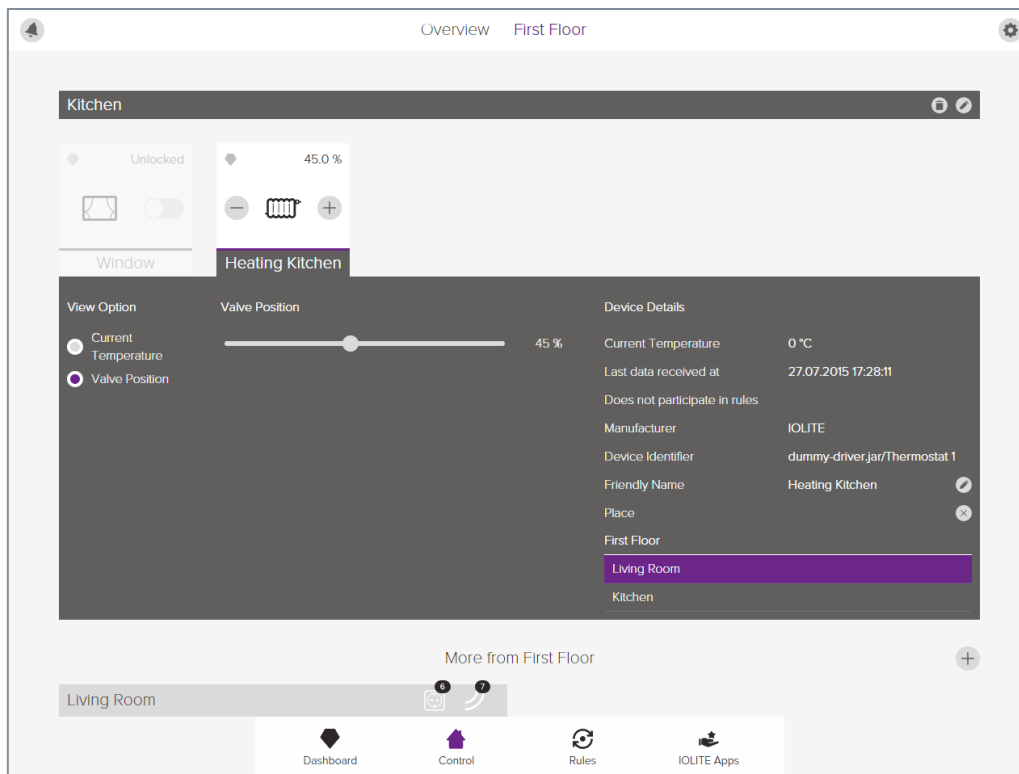 Overview First Floor
Kitchen
Unlocked
45.0 %
Window
Heating Kitchen
View Option
Current
Temperature
Valve Position
Valve Position
45 %
Device Details
Current Temperature 0 °C
Last data received at 27.07.2015 17:28:11
Does not participate in rules
Manufacturer IOLITE
Device Identifier dummy-driver.jar/Thermostat 1
Friendly Name Heating Kitchen
Place
First Floor
Living Room
Kitchen
More from First Floor
Living Room 6 7
Dashboard Control Rules IOLITE Apps